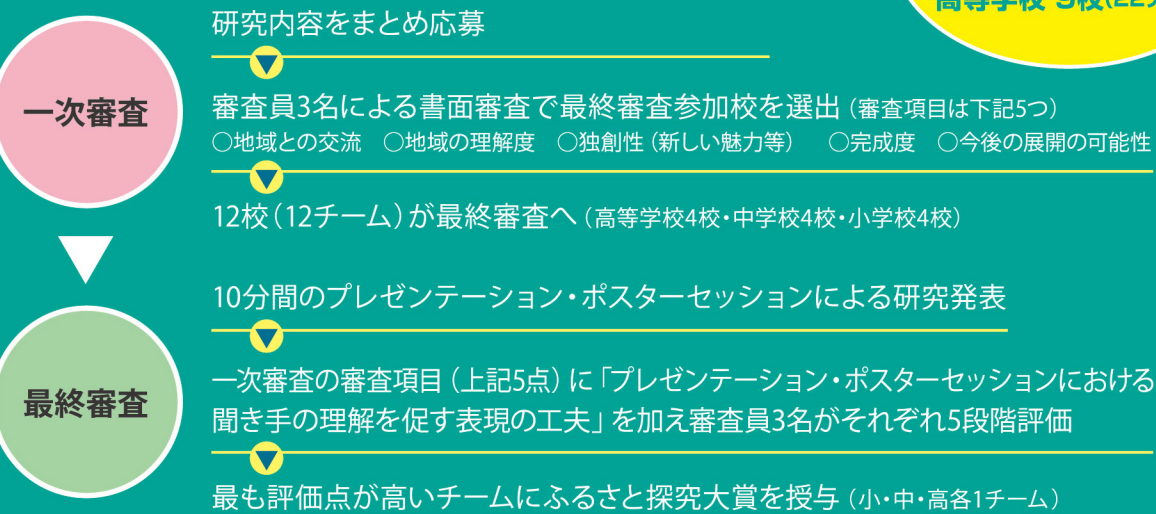 高等学校 9校(22
研究内容をまとめ応募
一次審査
審査員3名による書面審査で最終審査参加校を選出(審査項目は下記5つ)
○地域との交流 ○地域の理解度 ○独創性(新しい魅力等) ○完成度 ○今後の展開の可能性
12校(12チーム)が最終審査へ(高等学校4校・中学校4校・小学校4校)
10分間のプレゼンテーション・ポスターセッションによる研究発表
最終審査
一次審査の審査項目(上記5点)に「プレゼンテーション・ポスターセッションにおける
聞き手の理解を促す表現の工夫」を加え審査員3名がそれぞれ5段階評価
最も評価点が高いチームにふるさと探究大賞を授与(小・中・高各1チーム)